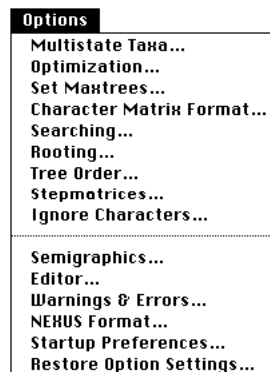 Options
Multistate Taxa...
Optimization...
Set Maxtrees...
Character Matrix Format...
Searching...
Rooting...
Tree Order...
Stepmatrices...
Ignore Characters...
Semigraphics...
Editor...
Warnings & Errors...
NEXUS Format...
Startup Preferences...
Restore Option Settings...